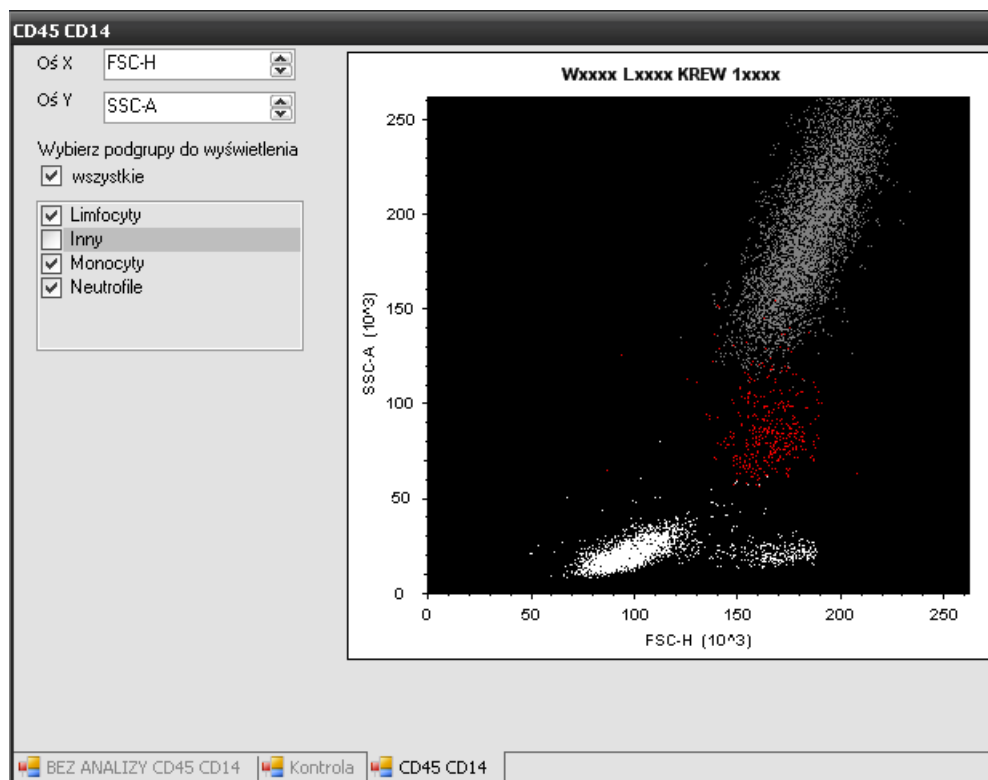 CD45 CD14
Oś X FSC-H
Oś Y SSC-A
Wybierz podgrupy do wyświetlenia
wszystkie
Limfocyty
Inny
Monocyty
Neutrofile
Wxxxx Lxxxx KREW 1xxxx
250
200
150
100
50
0
SSC-A (10^3)
0 50 100 150 200 250
FSC-H (10^3)
BEZ ANALIZY CD45 CD14 Kontrola CD45 CD14